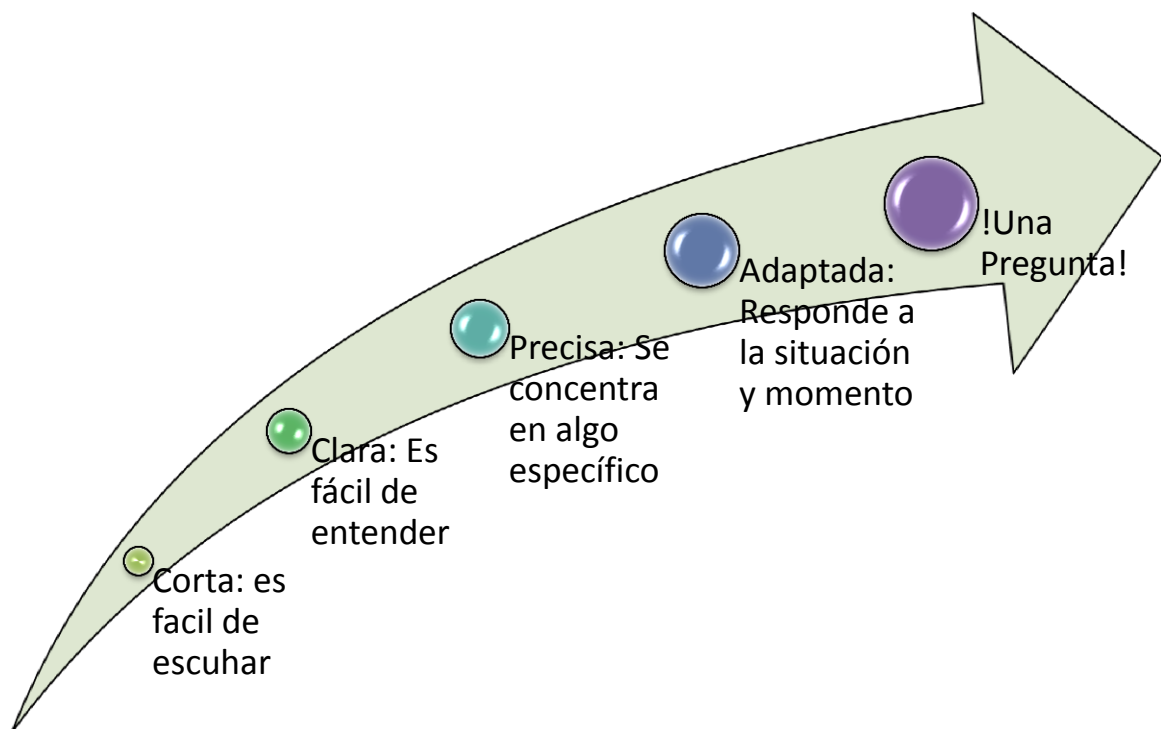 Corta: es
facil de
escuhar
Clara: Es
fácil de
entender
Precisa: Se
concentra
en algo
específico
Adaptada:
Responde a
la situación
y momento
!Una
Pregunta!